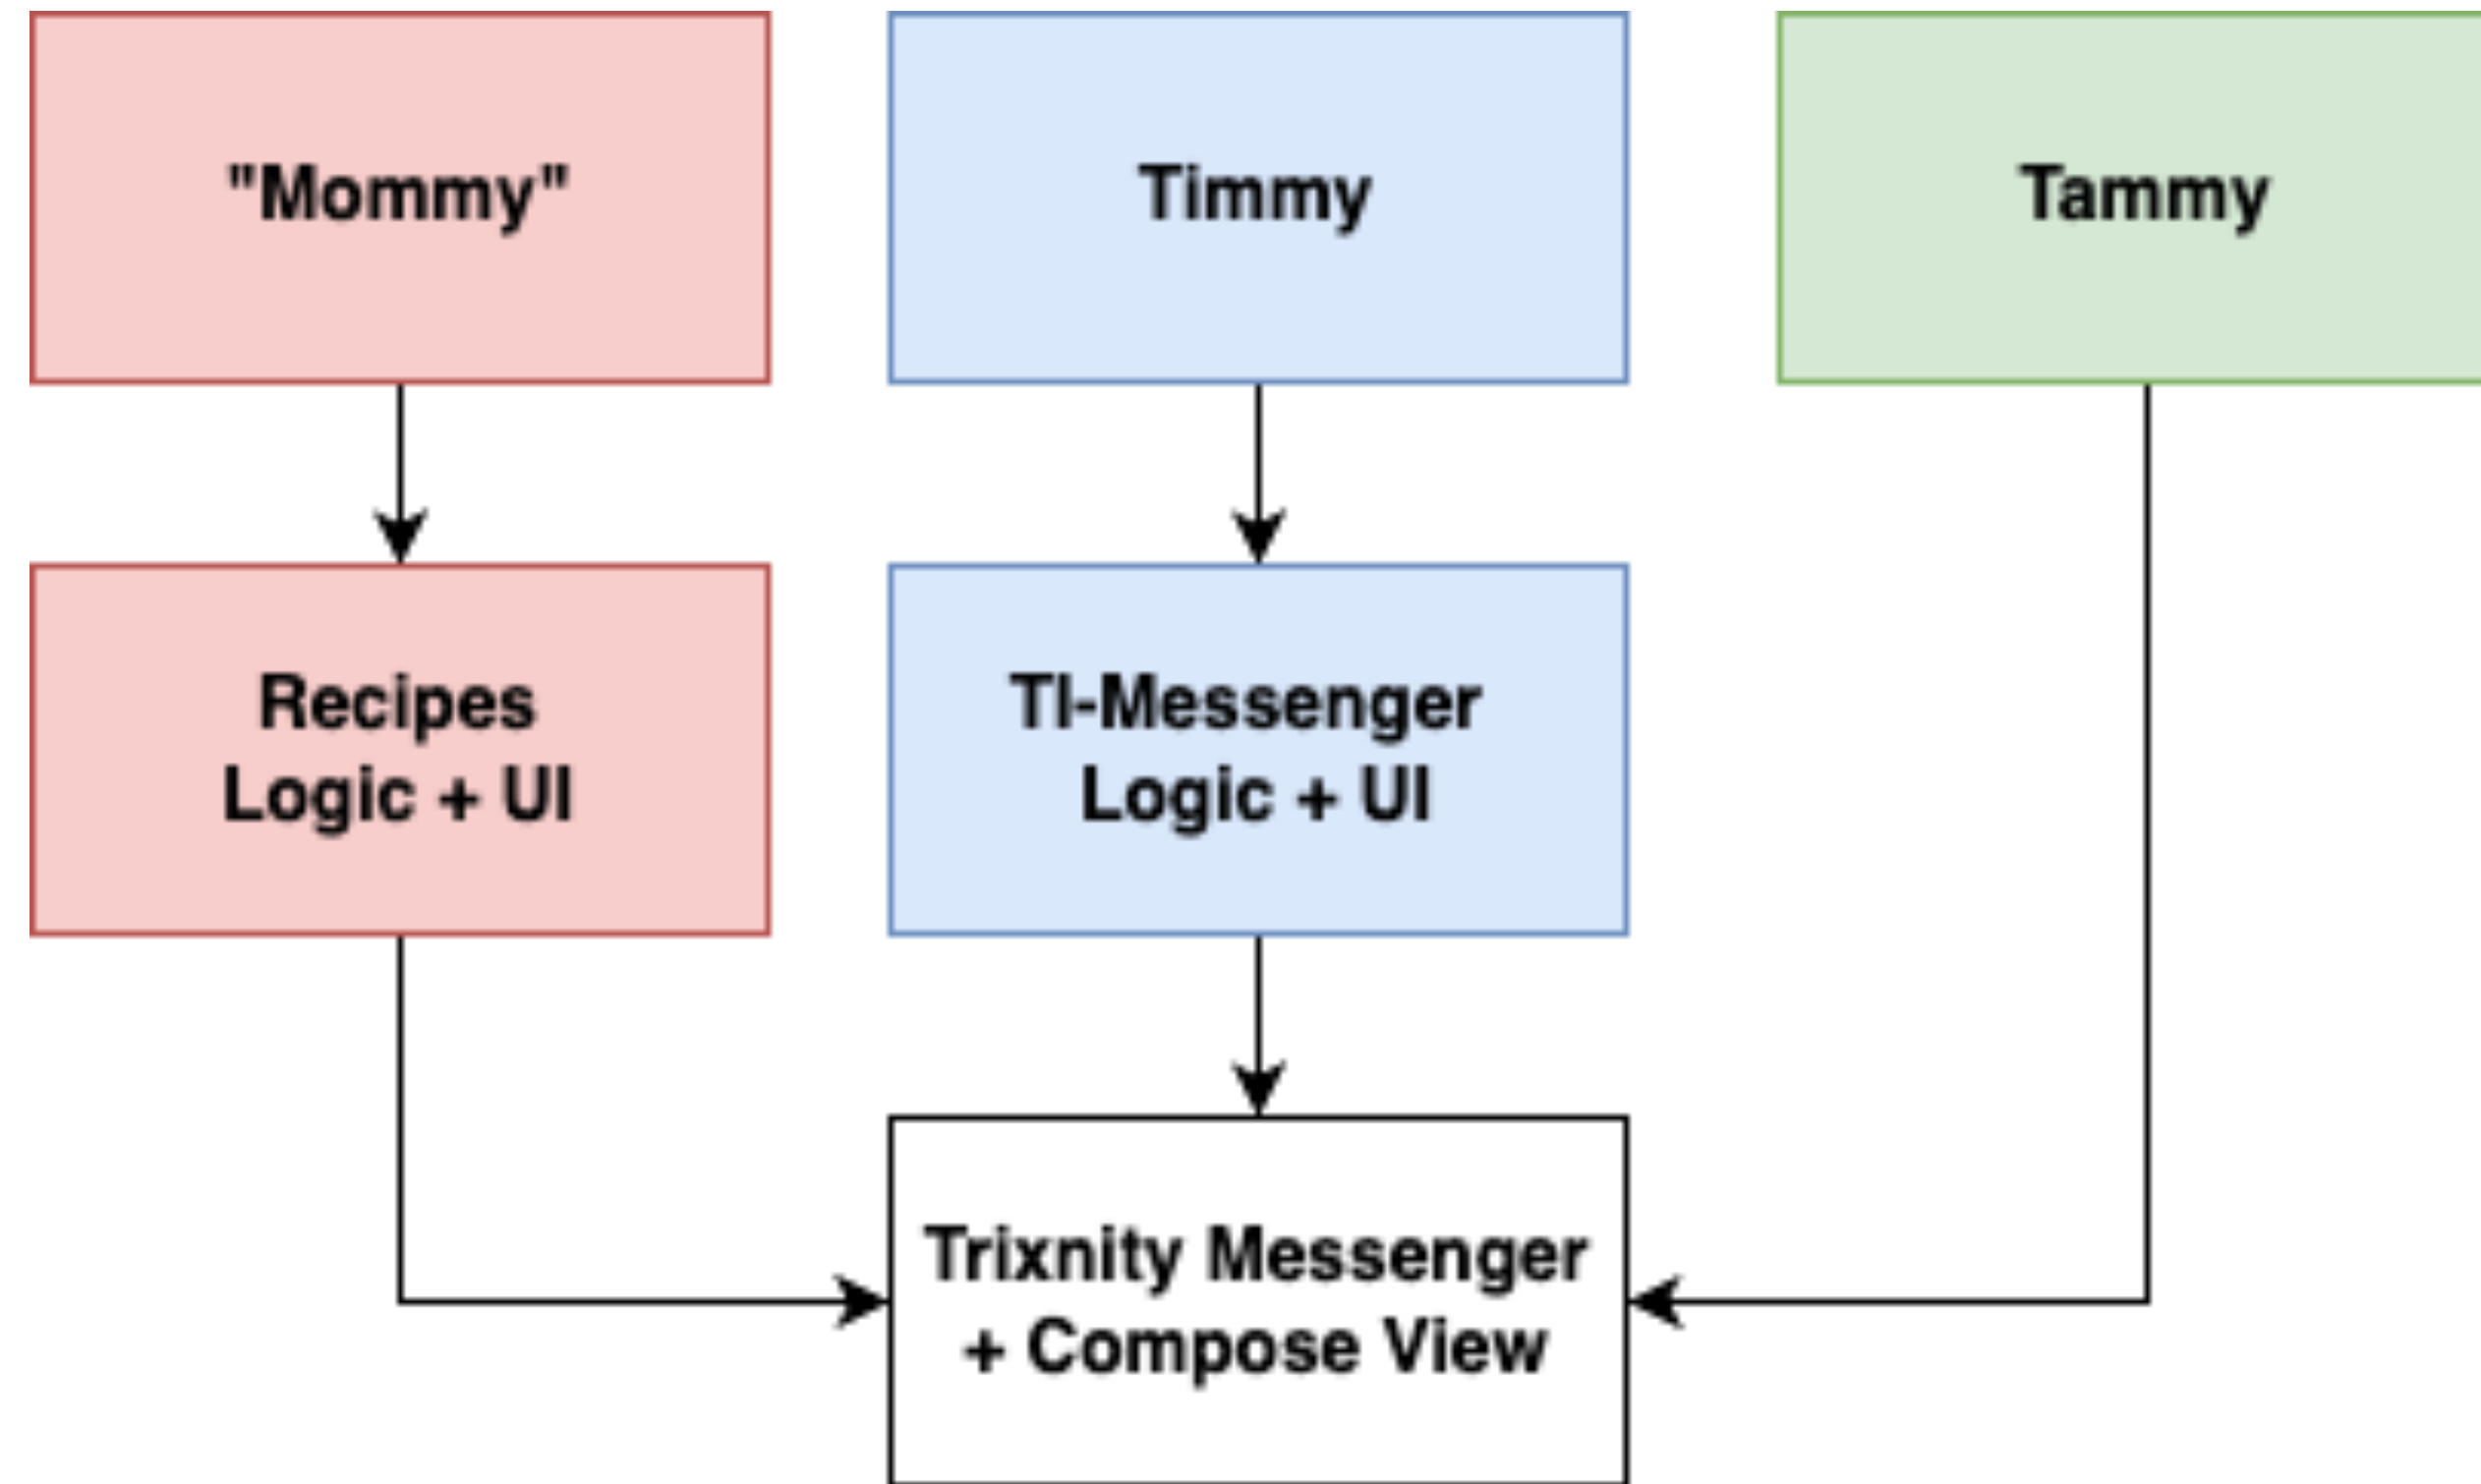 "Mommy"
Timmy
Tammy
Recipes
Logic + UI
TI-Messenger
Logic + UI
Trixnity Messenger
+ Compose View